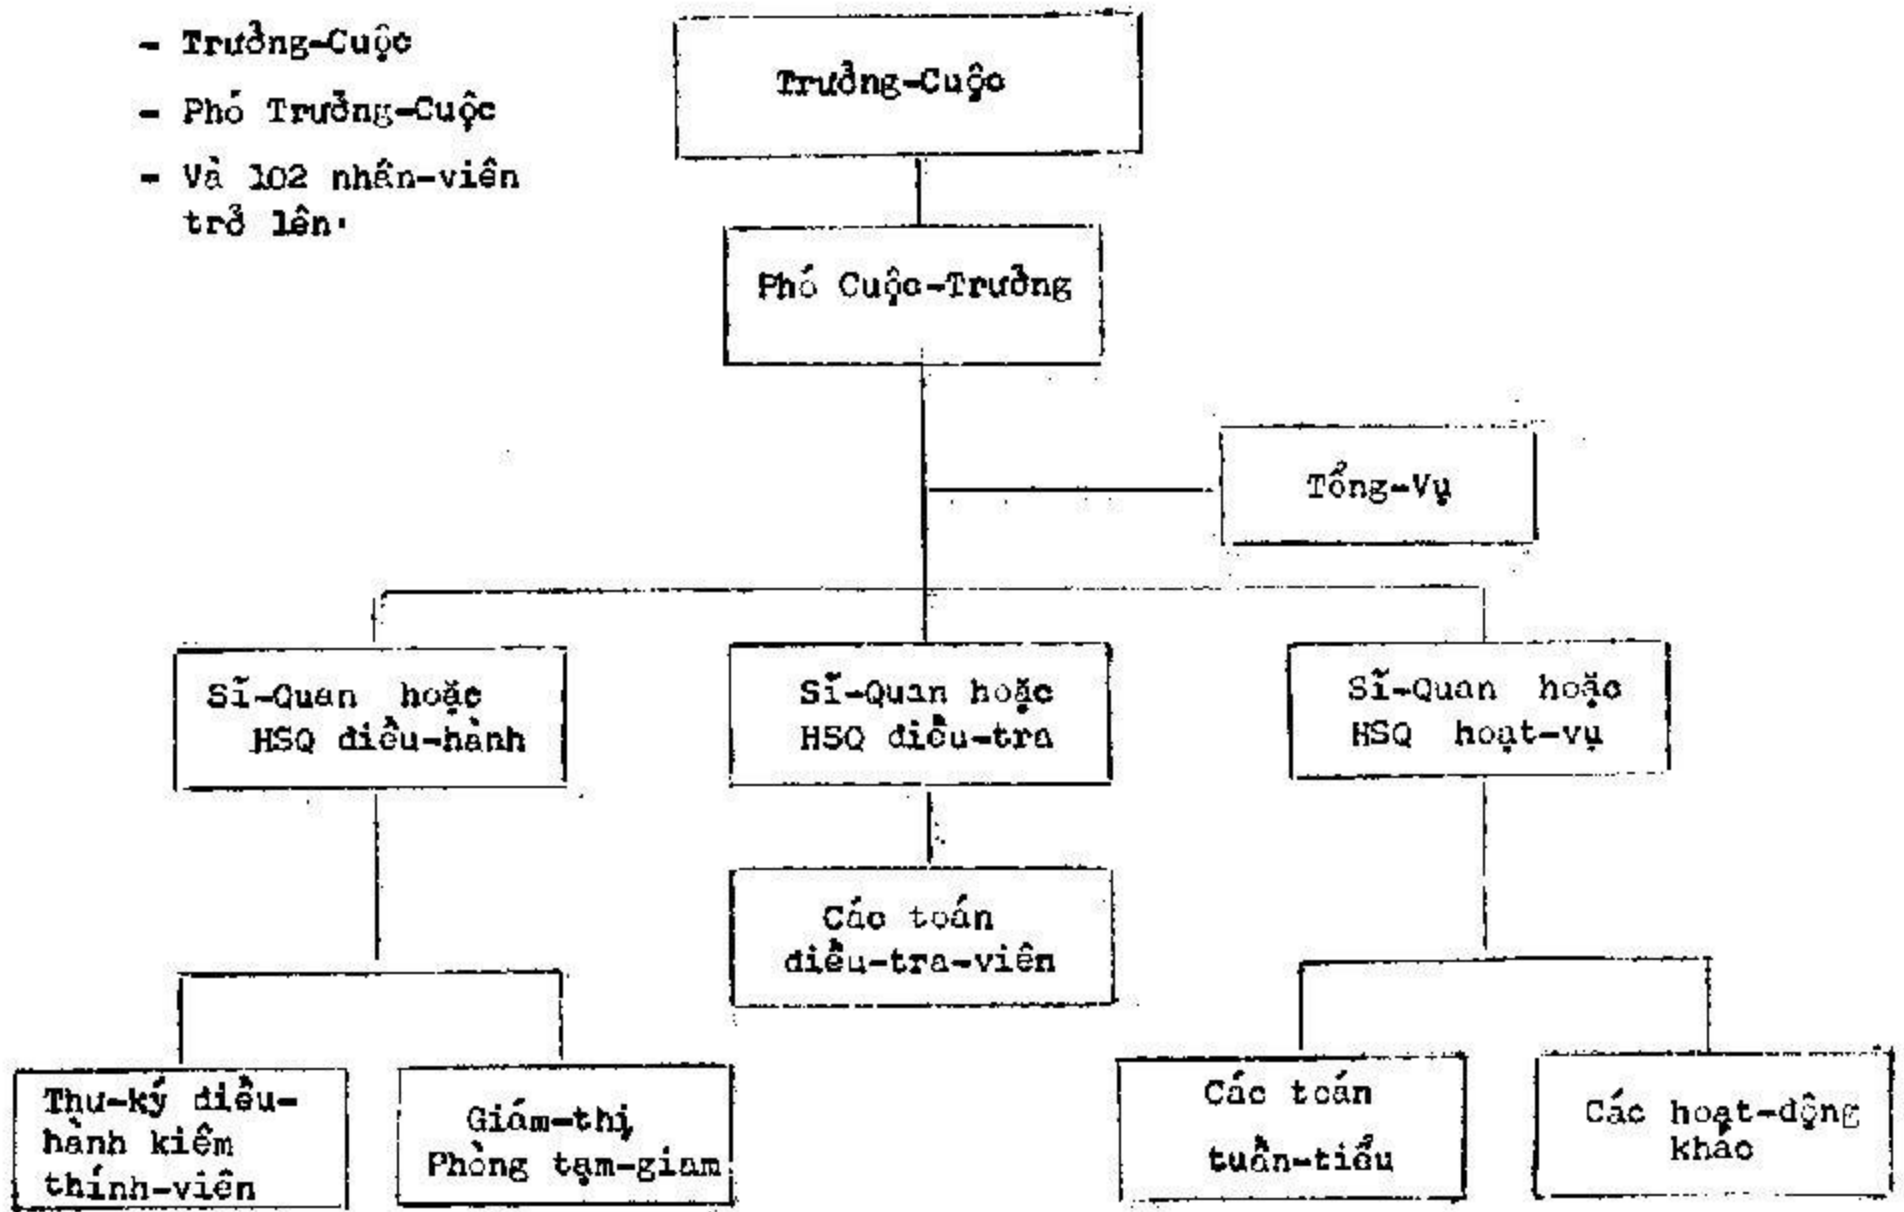 - Trưởng-Cuộc
- Phó Trưởng-Cuộc
- Và 102 nhân-viên
trở lên.
Trưởng-Cuộc
Phó Cuộc-Trưởng
Tổng-Vụ
Sĩ-Quan hoặc
HSQ điều-hành
Sĩ-Quan hoặc
HSQ điều-tra
Sĩ-Quan hoặc
HSQ hoạt-vụ
Các toán
điều-tra-viên
Thư-ký điều-
hành kiêm
thính-viên
Giám-thị
Phòng tạm-giam
Các toán
tuần-tiểu
Các hoạt-động
khác